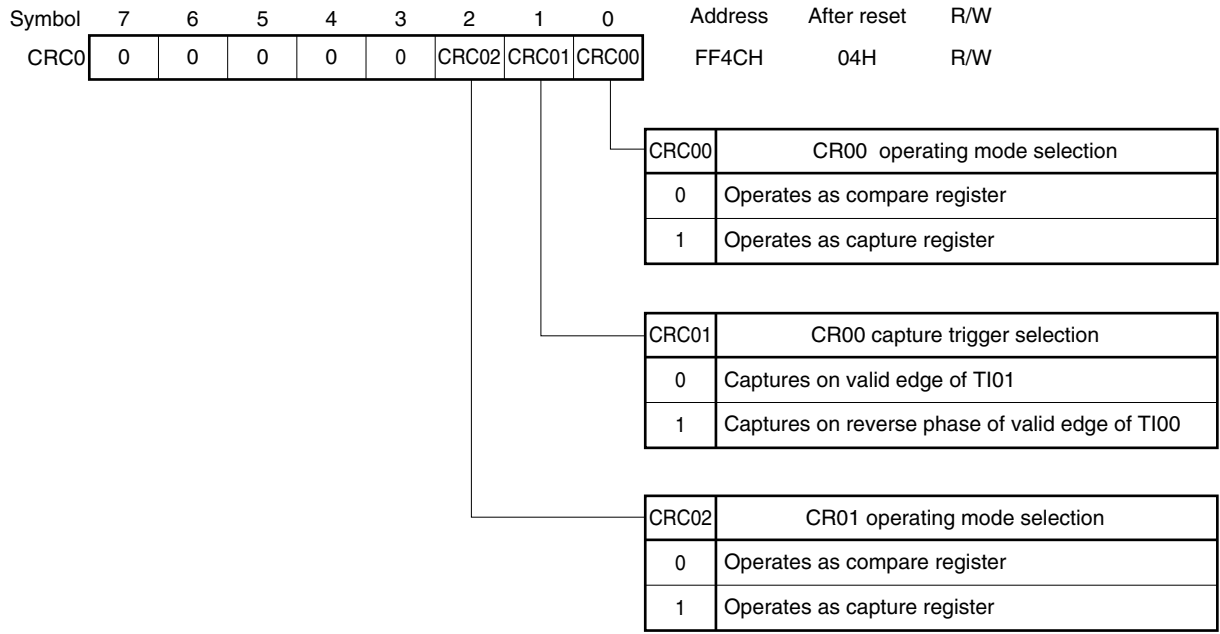 Symbol 7 6 5 4 3 2 1 0 Address After reset R/W
CRC0 0 0 0 0 0 CRC02 CRC01 CRC00 FF4CH 04H R/W
CRC00 CR00 operating mode selection
0 Operates as compare register
1 Operates as capture register
CRC01 CR00 capture trigger selection
0 Captures on valid edge of TI01
1 Captures on reverse phase of valid edge of TI00
CRC02 CR01 operating mode selection
0 Operates as compare register
1 Operates as capture register